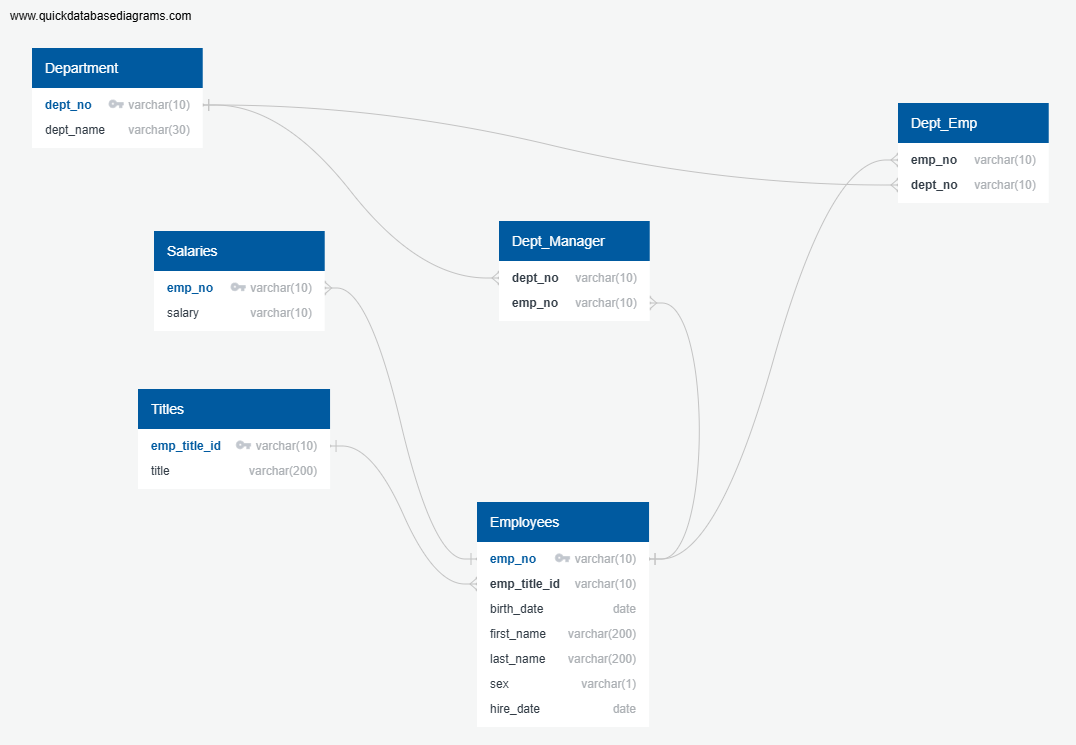 www.quickdatabasediagrams.com
Department
dept_no varchar(10)
dept_name varchar(30)
Dept_Emp
emp_no varchar(10)
dept_no varchar(10)
Salaries
emp_no varchar(10)
salary varchar(10)
Dept_Manager
dept_no varchar(10)
emp_no varchar(10)
Titles
emp_title_id varchar(10)
title varchar(200)
Employees
emp_no varchar(10)
emp_title_id varchar(10)
birth_date date
first_name varchar(200)
last_name varchar(200)
sex varchar(1)
hire_date date